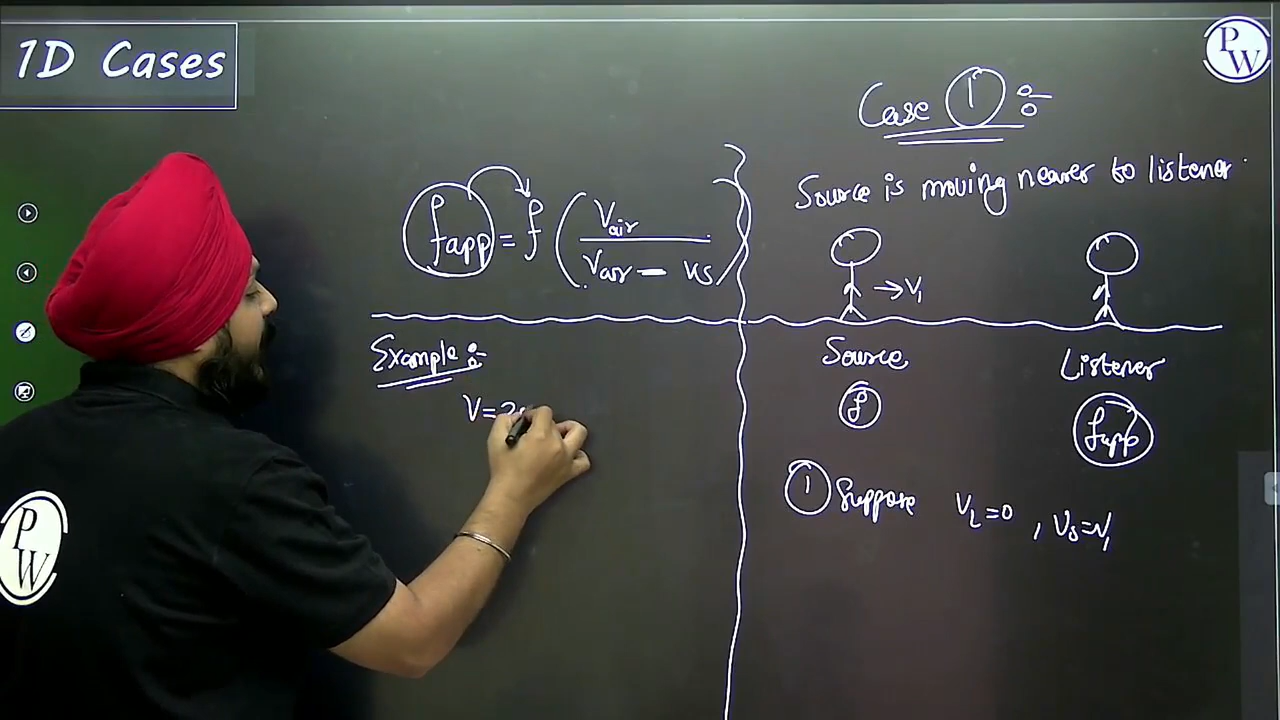 1D Cases
PW
Case 1 :-
Source is moving nearer to listener
fapp = f (Vair / Vair - Vs)
→V1
Example :-
V=
Source
Listener
f
fapp
1 Suppose VL=0 , Vs=V1
PW